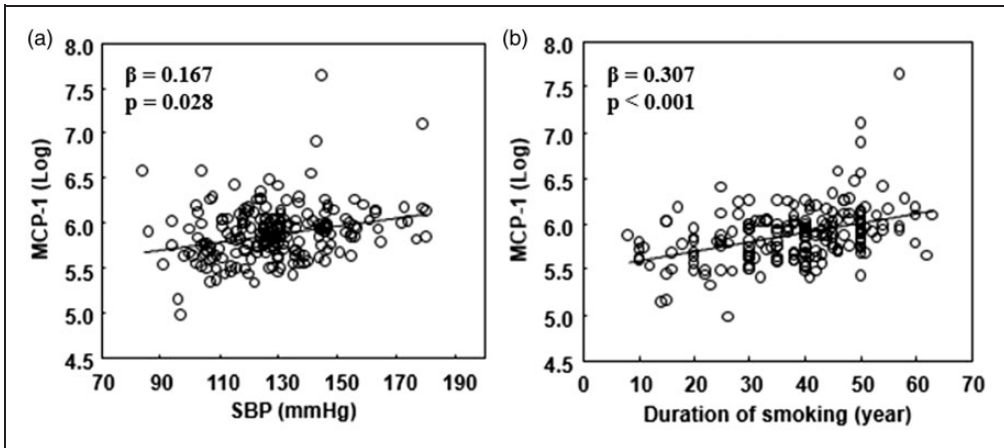 (a)
β = 0.167
p = 0.028
MCP-1 (Log)
8.0
7.5
7.0
6.5
6.0
5.5
5.0
4.5
70 90 110 130 150 170 190
SBP (mmHg)
(b)
β = 0.307
p < 0.001
MCP-1 (Log)
8.0
7.5
7.0
6.5
6.0
5.5
5.0
4.5
0 10 20 30 40 50 60 70
Duration of smoking (year)